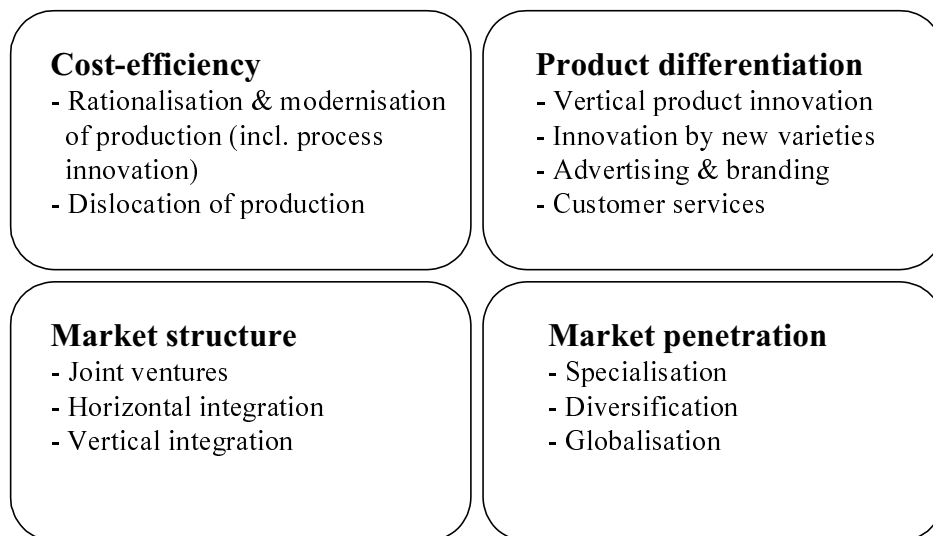 Cost-efficiency
- Rationalisation & modernisation
of production (incl. process
innovation)
- Dislocation of production
Product differentiation
- Vertical product innovation
- Innovation by new varieties
- Advertising & branding
- Customer services
Market structure
- Joint ventures
- Horizontal integration
- Vertical integration
Market penetration
- Specialisation
- Diversification
- Globalisation